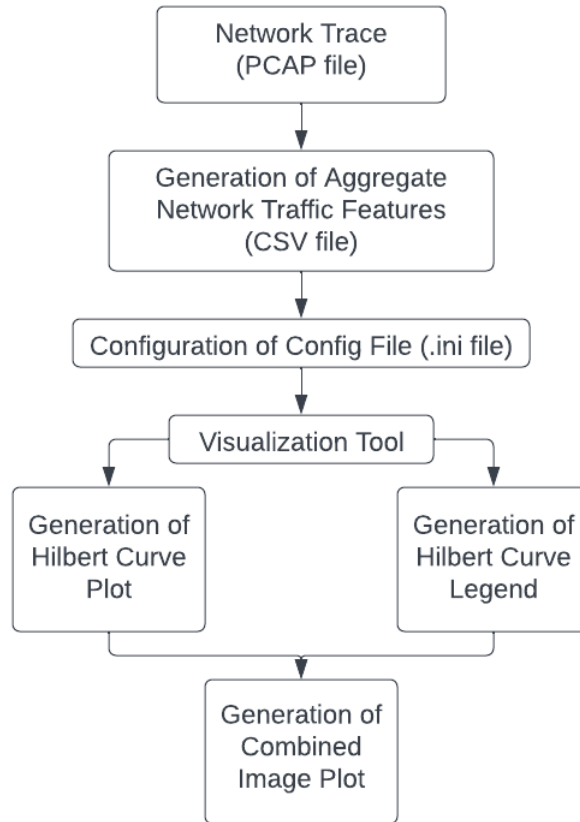 Network Trace
(PCAP file)
Generation of Aggregate
Network Traffic Features
(CSV file)
Configuration of Config File (.ini file)
Visualization Tool
Generation of
Hilbert Curve
Plot
Generation of
Hilbert Curve
Legend
Generation of
Combined
Image Plot